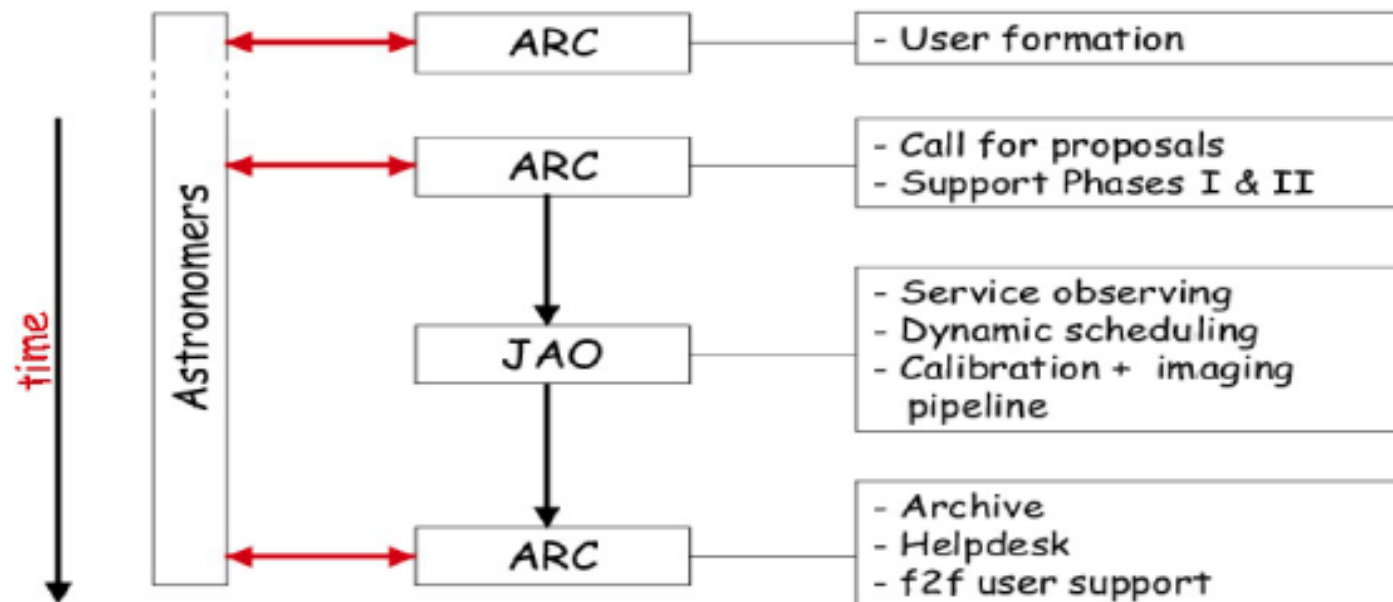 ARC
- User formation
ARC
- Call for proposals
- Support Phases I & II
time
Astronomers
JAO
- Service observing
- Dynamic scheduling
- Calibration + imaging
pipeline
ARC
- Archive
- Helpdesk
- f2f user support